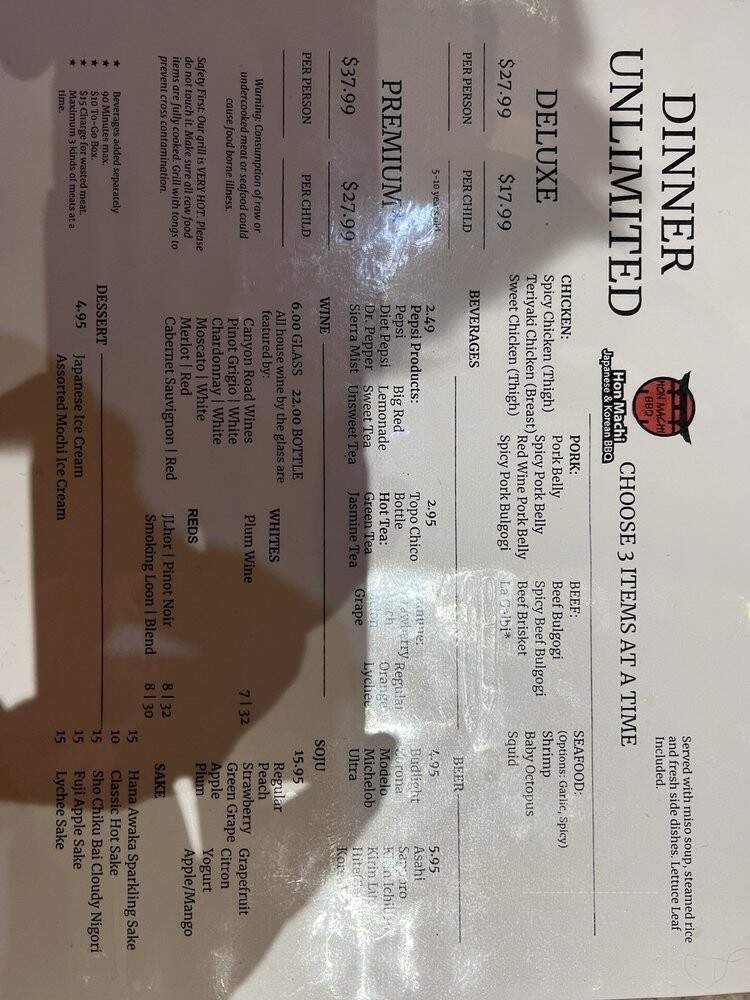 DINNER
UNLIMITED
HON MACHI
BBQ
Hon Machi
Japanese & Korean BBQ
CHOOSE 3 ITEMS AT A TIME
Served with miso soup, steamed rice
and fresh side dishes. Lettuce Leaf
Included.
DELUXE
$27.99 $17.99
PER PERSON PER CHILD
5-10 years old
PREMIUM
$37.99 $27.99
PER PERSON PER CHILD
Warning: Consumption of raw or
undercooked meat or seafood could
cause food borne illness.
Safety First: Our grill is VERY HOT. Please
do not touch it. Make sure all raw food
items are fully cooked. Grill with tongs to
prevent cross contamination.
★ Beverages added separately
★ 90 Minutes max.
★ $10 To-Go Box.
★ $15 Charge for wasted meat.
★ Maximum 3 kinds of meats at a
time.
CHICKEN:
Spicy Chicken (Thigh)
Teriyaki Chicken (Breast)
Sweet Chicken (Thigh)
PORK:
Pork Belly
Spicy Pork Belly
Red Wine Pork Belly
Spicy Pork Bulgogi
BEEF:
Beef Bulgogi
Spicy Beef Bulgogi
Beef Brisket
La Galbi*
SEAFOOD:
(Options: Garlic, Spicy)
Shrimp
Baby Octopus
Squid
BEVERAGES
2.49
Pepsi Products:
Pepsi Big Red
Diet Pepsi Lemonade
Dr. Pepper Sweet Tea
Sierra Mist Unsweet Tea
2.95
Topo Chico
Bottle
Hot Tea:
Green Tea
Jasmine Tea
Regular
Orange
Lychee
Grape
BEER
4.95
Budlight
Corona
Modelo
Michelob
Ultra
5.95
Asahi
Sapporo
Kirin
WINE
6.00 GLASS 22.00 BOTTLE
All house wine by the glass are
featured by:
Canyon Road Wines
Pinot Grigio | White
Chardonnay | White
Moscato | White
Merlot | Red
Cabernet Sauvignon | Red
WHITES
Plum Wine 7 | 32
REDS
JLhor | Pinot Noir 8 | 32
Smoking Loon | Blend 8 | 30
SOJU
15.95
Regular
Peach
Strawberry
Green Grape
Apple
Plum
Grapefruit
Citron
Yogurt
Apple/Mango
DESSERT
4.95 Japanese Ice Cream
Assorted Mochi Ice Cream
SAKE
15 Hana Awaka Sparkling Sake
10 Classic Hot Sake
15 Sho Chiku Bai Cloudy Nigori
15 Fuji Apple Sake
15 Lychee Sake